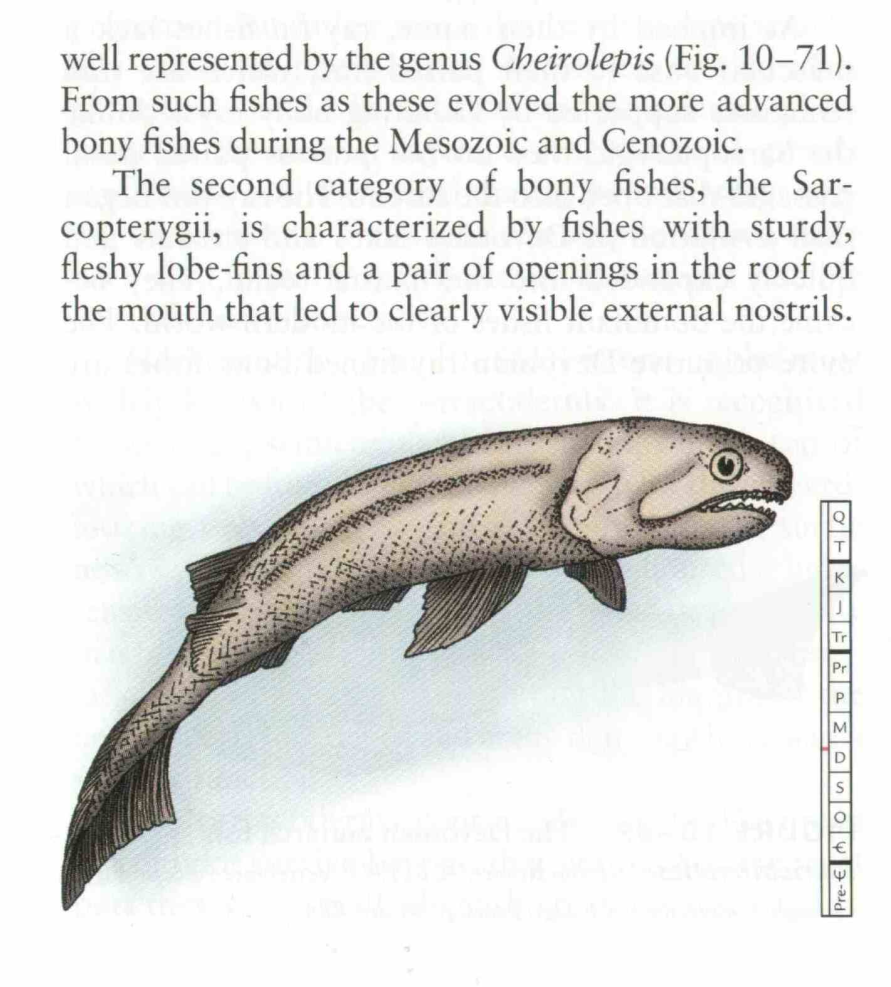 well represented by the genus Cheirolepis (Fig. 10–71).
From such fishes as these evolved the more advanced
bony fishes during the Mesozoic and Cenozoic.
The second category of bony fishes, the Sar-
copterygii, is characterized by fishes with sturdy,
fleshy lobe-fins and a pair of openings in the roof of
the mouth that led to clearly visible external nostrils.
Q
T
K
J
Tr
Pr
P
M
D
S
O
Є
Pre-Є